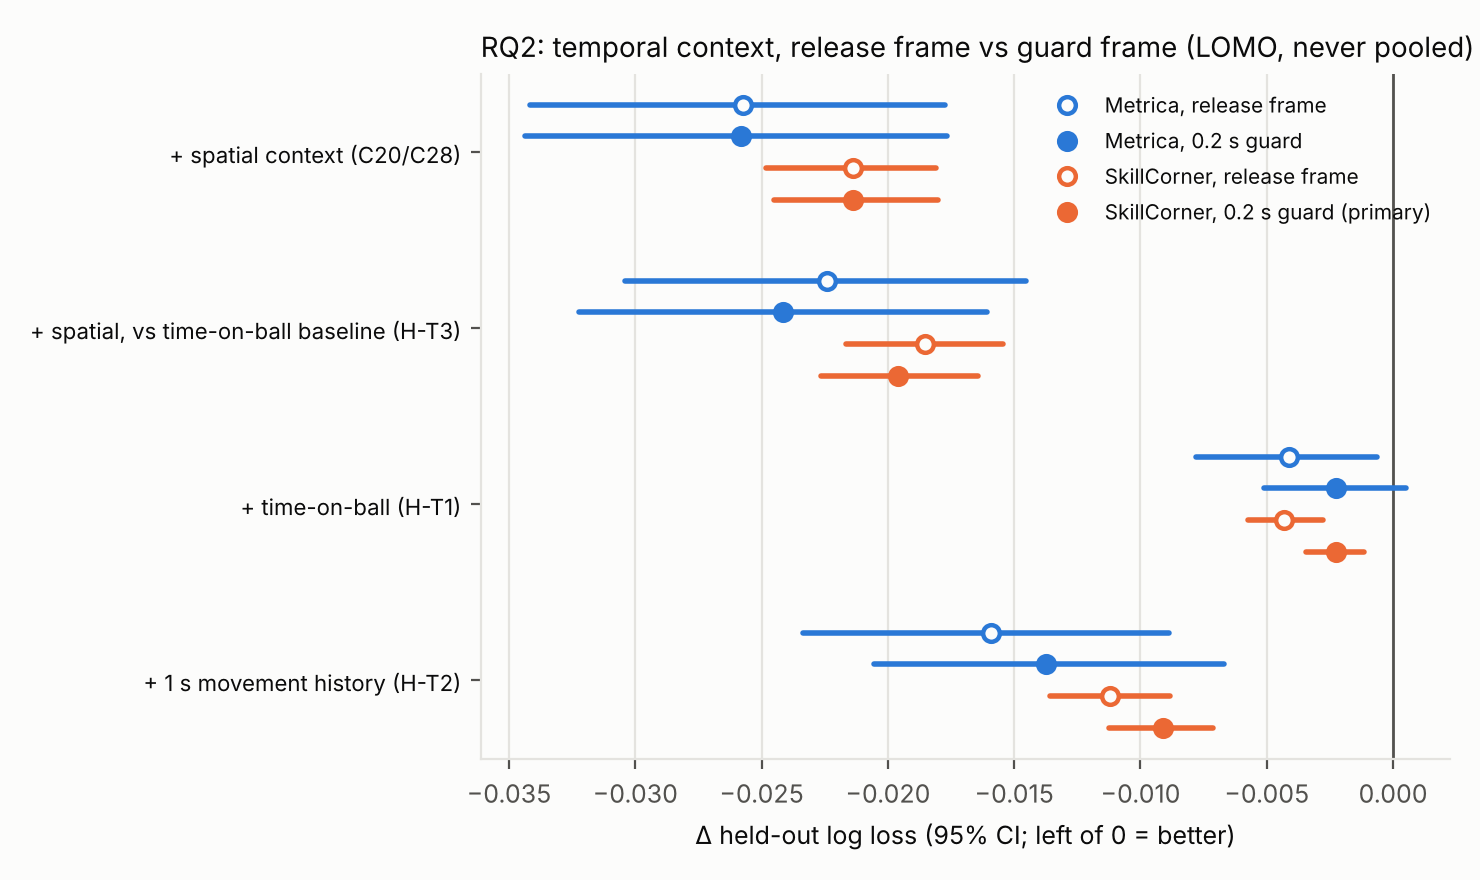 RQ2: temporal context, release frame vs guard frame (LOMO, never pooled)
Metrica, release frame
Metrica, 0.2 s guard
SkillCorner, release frame
SkillCorner, 0.2 s guard (primary)
+ spatial context (C20/C28)
+ spatial, vs time-on-ball baseline (H-T3)
+ time-on-ball (H-T1)
+ 1 s movement history (H-T2)
−0.035 −0.030 −0.025 −0.020 −0.015 −0.010 −0.005 0.000
Δ held-out log loss (95% CI; left of 0 = better)